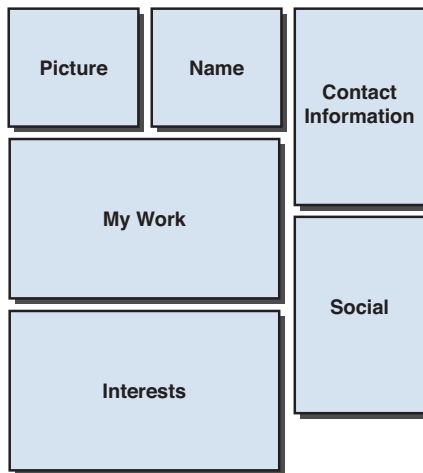 Picture
Name
Contact
Information
My Work
Social
Interests